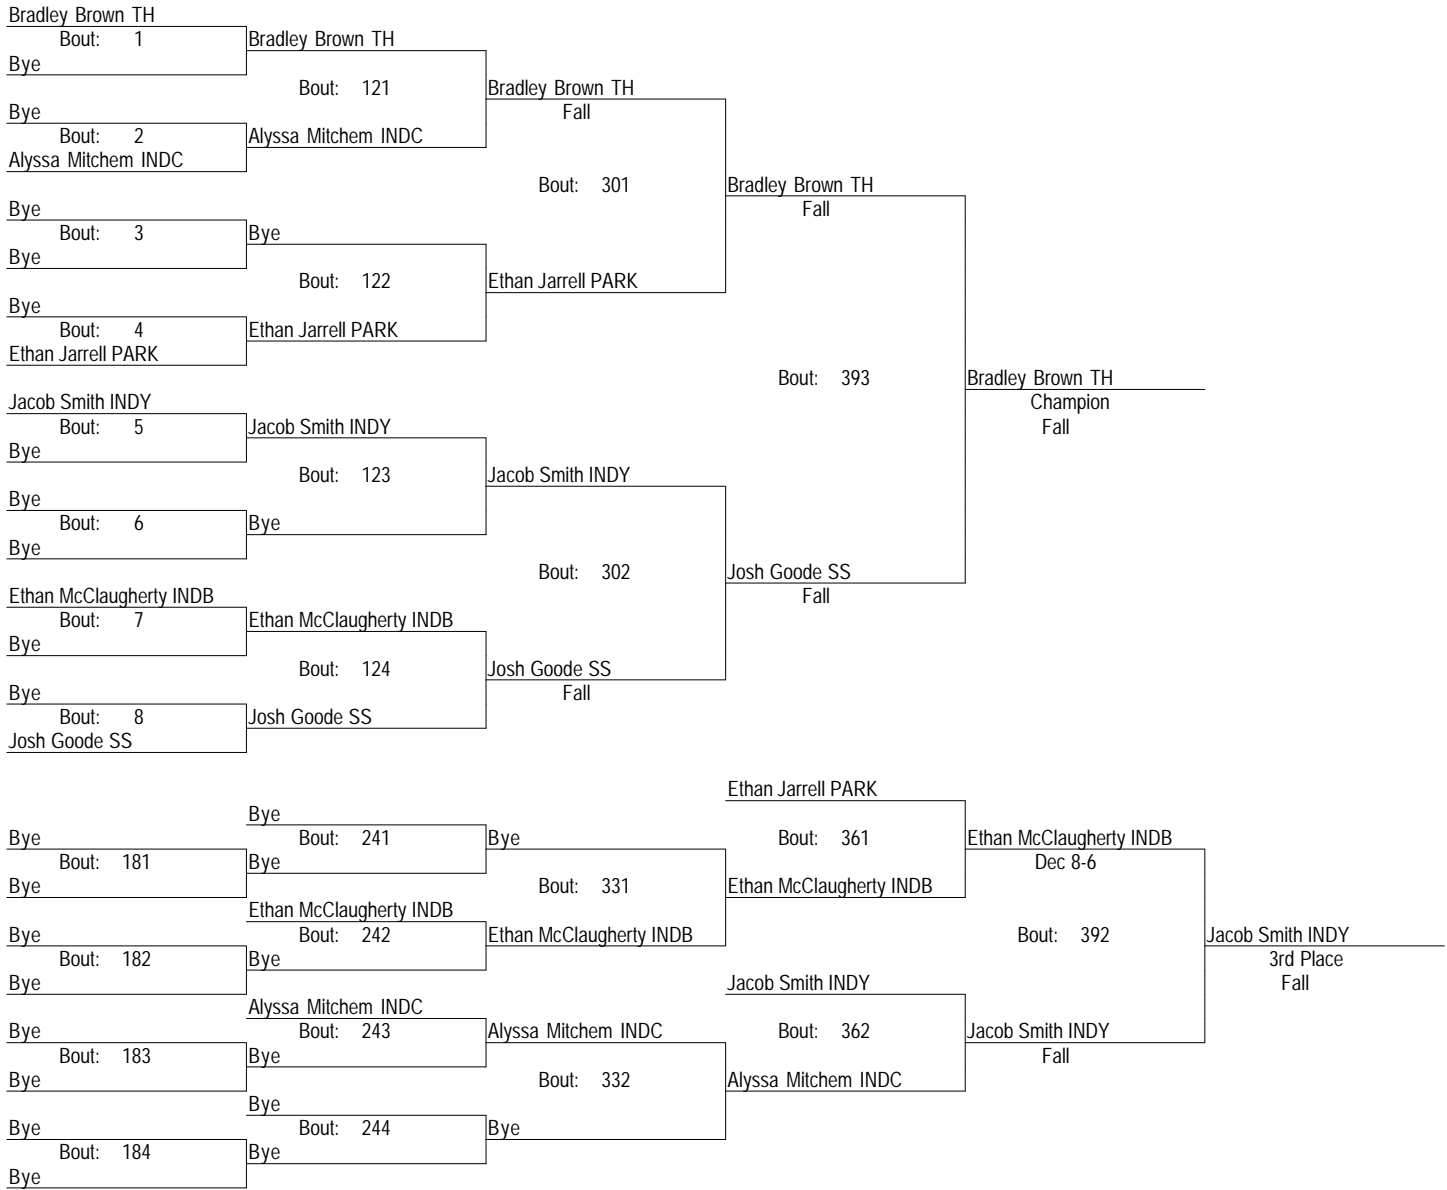 Bradley Brown TH
Bout: 1
Bradley Brown TH
Bye
Bout: 121
Bradley Brown TH
Bye
Fall
Bout: 2
Alyssa Mitchem INDC
Alyssa Mitchem INDC
Bout: 301
Bradley Brown TH
Bye
Fall
Bout: 3
Bye
Bye
Bout: 122
Ethan Jarrell PARK
Bye
Bout: 4
Ethan Jarrell PARK
Ethan Jarrell PARK
Bout: 393
Bradley Brown TH
Jacob Smith INDY
Champion
Bout: 5
Jacob Smith INDY
Fall
Bye
Bout: 123
Jacob Smith INDY
Bye
Bout: 6
Bye
Bye
Bout: 302
Josh Goode SS
Ethan McClaugherty INDB
Fall
Bout: 7
Ethan McClaugherty INDB
Bye
Bout: 124
Josh Goode SS
Bye
Fall
Bout: 8
Josh Goode SS
Josh Goode SS
Ethan Jarrell PARK
Bye
Bye
Bout: 241
Bye
Bout: 361
Ethan McClaugherty INDB
Bout: 181
Bye
Dec 8-6
Bye
Bout: 331
Ethan McClaugherty INDB
Ethan McClaugherty INDB
Bye
Bout: 242
Ethan McClaugherty INDB
Bout: 392
Jacob Smith INDY
Bout: 182
Bye
3rd Place
Bye
Jacob Smith INDY
Fall
Alyssa Mitchem INDC
Bye
Bout: 243
Alyssa Mitchem INDC
Bout: 362
Jacob Smith INDY
Bout: 183
Bye
Fall
Bye
Bout: 332
Alyssa Mitchem INDC
Bye
Bye
Bout: 244
Bye
Bout: 184
Bye
Bye